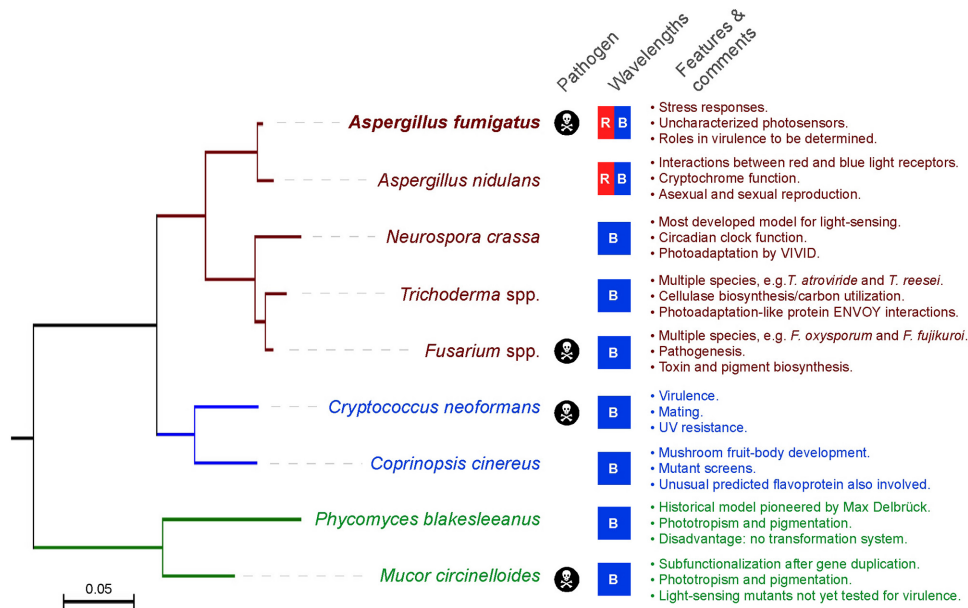 Pathogen
Wavelengths
Features &
comments
Aspergillus fumigatus
R B
• Stress responses.
• Uncharacterized photosensors.
• Roles in virulence to be determined.
Aspergillus nidulans
R B
• Interactions between red and blue light receptors.
• Cryptochrome function.
• Asexual and sexual reproduction.
Neurospora crassa
B
• Most developed model for light-sensing.
• Circadian clock function.
• Photoadaptation by VIVID.
Trichoderma spp.
B
• Multiple species, e.g.T. atroviride and T. reesei.
• Cellulase biosynthesis/carbon utilization.
• Photoadaptation-like protein ENVOY interactions.
Fusarium spp.
B
• Multiple species, e.g. F. oxysporum and F. fujikuroi.
• Pathogenesis.
• Toxin and pigment biosynthesis.
Cryptococcus neoformans
B
• Virulence.
• Mating.
• UV resistance.
Coprinopsis cinereus
B
• Mushroom fruit-body development.
• Mutant screens.
• Unusual predicted flavoprotein also involved.
Phycomyces blakesleeanus
B
• Historical model pioneered by Max Delbrück.
• Phototropism and pigmentation.
• Disadvantage: no transformation system.
Mucor circinelloides
B
• Subfunctionalization after gene duplication.
• Phototropism and pigmentation.
• Light-sensing mutants not yet tested for virulence.
0.05